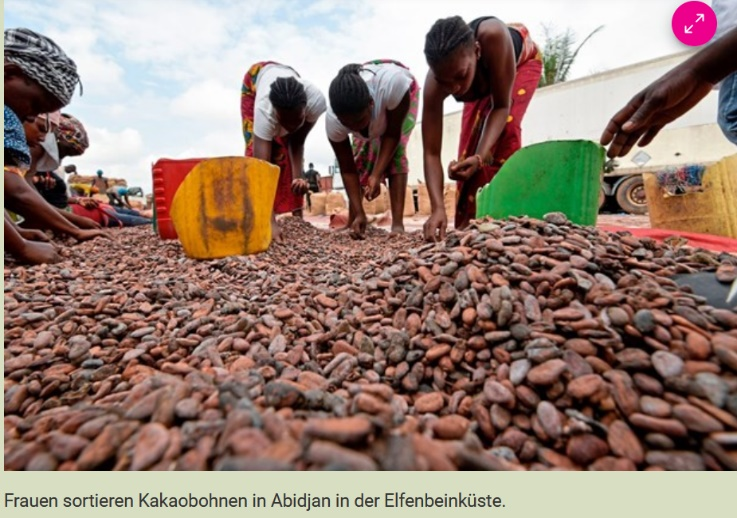 Frauen sortieren Kakaobohnen in Abidjan in der Elfenbeinküste.